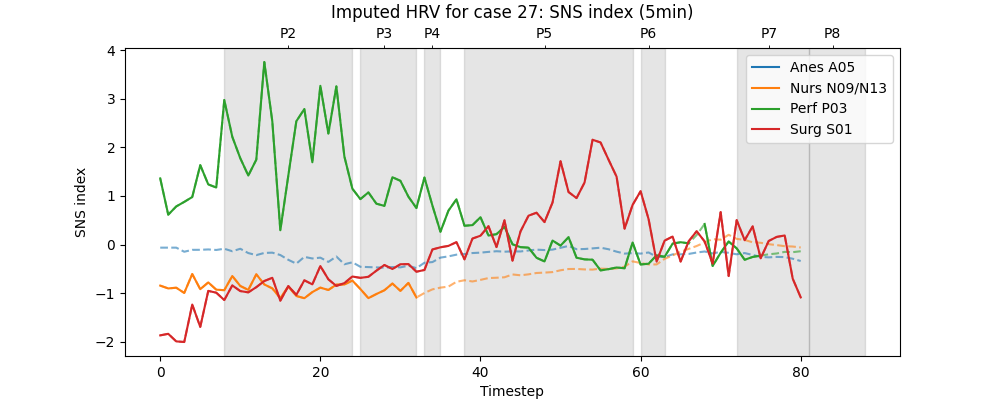 Imputed HRV for case 27: SNS index (5min)
P2 P3 P4 P5 P6 P7 P8
4
3
2
1
0
−1
−2
SNS index
Anes A05
Nurs N09/N13
Perf P03
Surg S01
0 20 40 60 80
Timestep